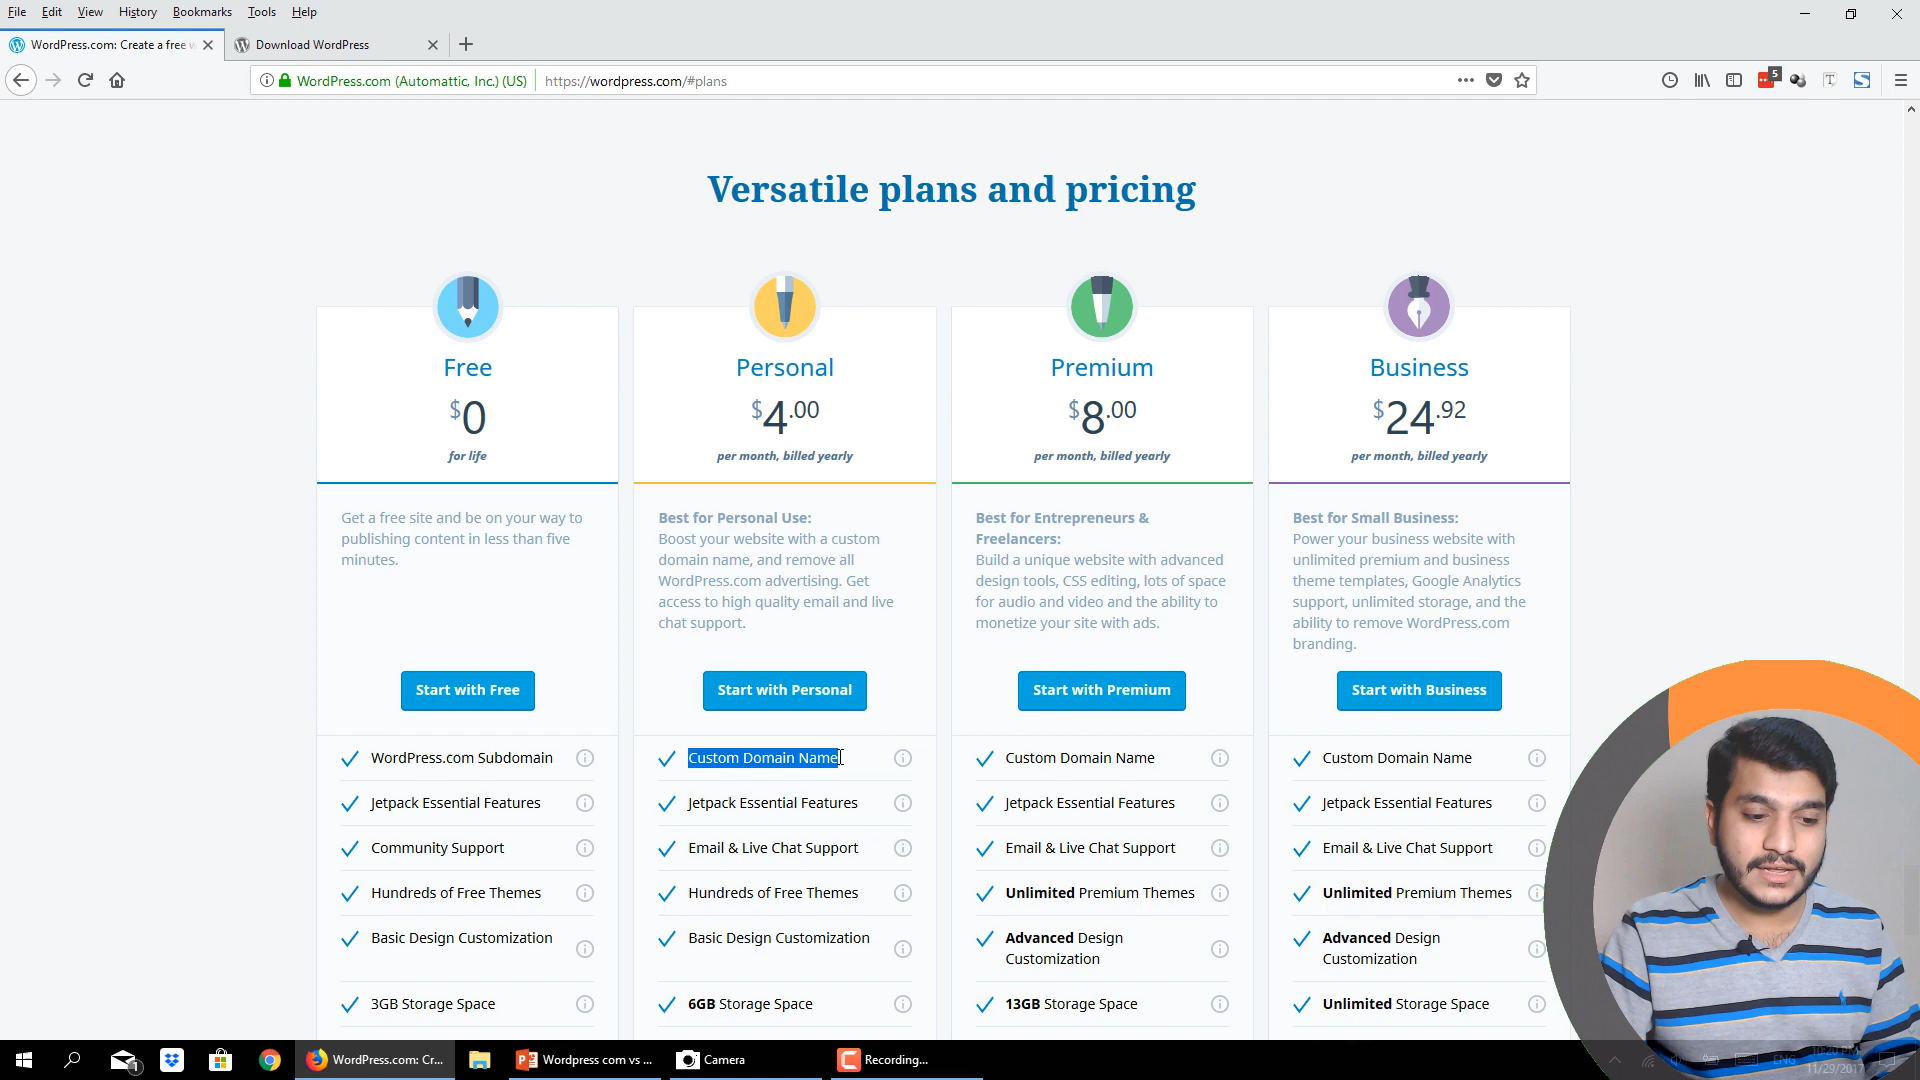 File Edit View History Bookmarks Tools Help
WordPress.com: Create a free w
Download WordPress
WordPress.com (Automattic, Inc.) (US)
https://wordpress.com/#plans
5
Versatile plans and pricing
Free
$0
for life
Get a free site and be on your way to
publishing content in less than five
minutes.
Start with Free
WordPress.com Subdomain
Jetpack Essential Features
Community Support
Hundreds of Free Themes
Basic Design Customization
3GB Storage Space
Personal
$4.00
per month, billed yearly
Best for Personal Use:
Boost your website with a custom
domain name, and remove all
WordPress.com advertising. Get
access to high quality email and live
chat support.
Start with Personal
Custom Domain Name
Jetpack Essential Features
Email & Live Chat Support
Hundreds of Free Themes
Basic Design Customization
6GB Storage Space
Premium
$8.00
per month, billed yearly
Best for Entrepreneurs &
Freelancers:
Build a unique website with advanced
design tools, CSS editing, lots of space
for audio and video and the ability to
monetize your site with ads.
Start with Premium
Custom Domain Name
Jetpack Essential Features
Email & Live Chat Support
Unlimited Premium Themes
Advanced Design
Customization
13GB Storage Space
Business
$24.92
per month, billed yearly
Best for Small Business:
Power your business website with
unlimited premium and business
theme templates, Google Analytics
support, unlimited storage, and the
ability to remove WordPress.com
branding.
Start with Business
Custom Domain Name
Jetpack Essential Features
Email & Live Chat Support
Unlimited Premium Themes
Advanced Design
Customization
Unlimited Storage Space
1
WordPress.com: Cr...
Wordpress com vs ...
Camera
Recording...
ENG
11/29/2017